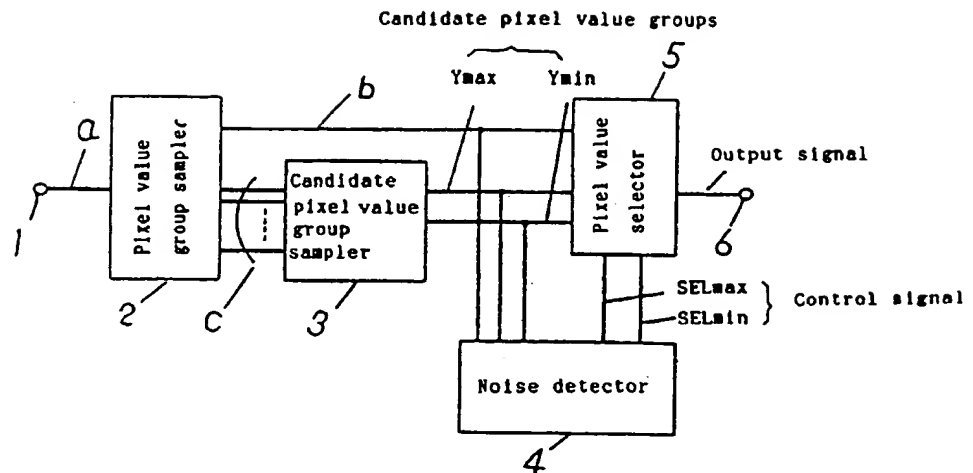 Candidate pixel value groups
Ymax Ymin
5
b
a
Pixel value
group sampler
Candidate
pixel value
group
sampler
Pixel value
selector
Output signal
1
2
C
3
6
SELmax
SELmin
Control signal
Noise detector
4